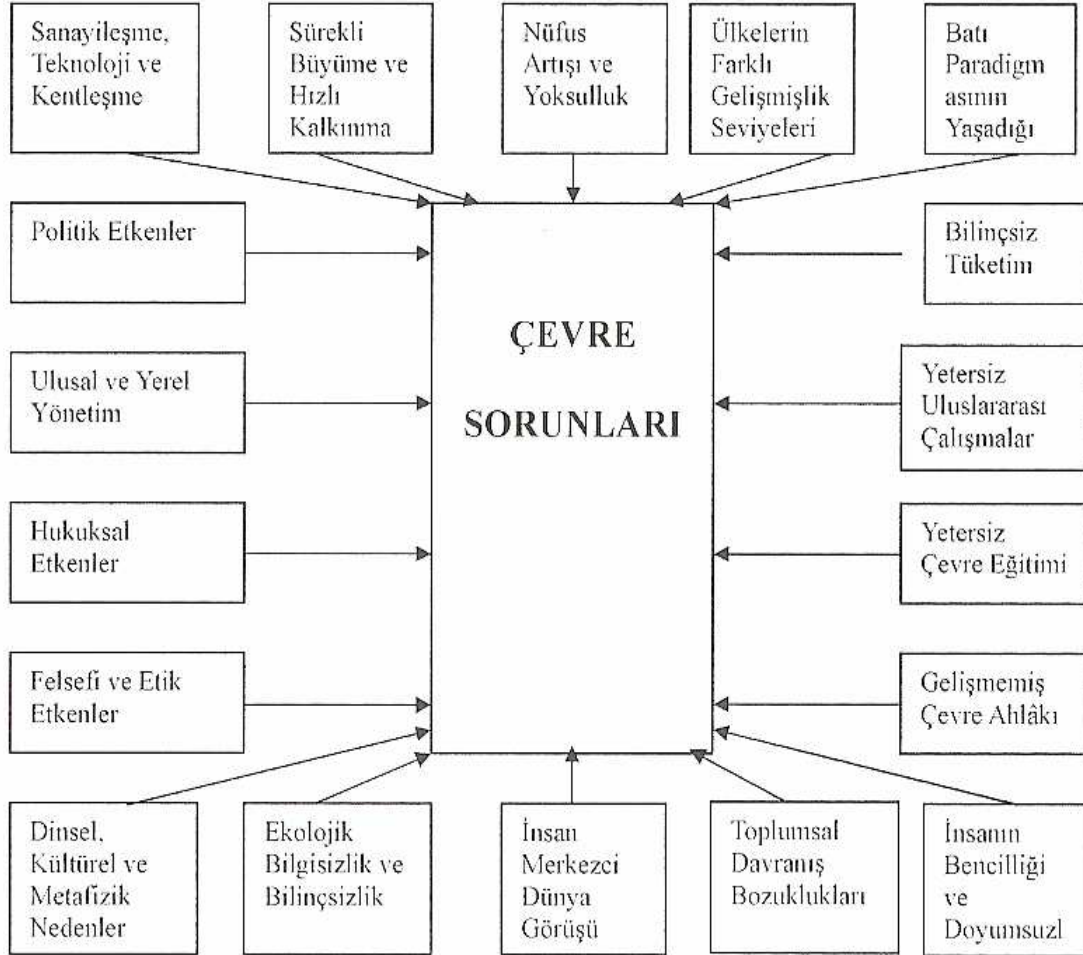 Sanayileşme,
Teknoloji ve
Kentleşme
Sürekli
Büyüme ve
Hızlı
Kalkınma
Nüfus
Artışı ve
Yoksulluk
Ülkelerin
Farklı
Gelişmişlik
Seviyeleri
Batı
Paradigm
asının
Yaşadığı
Politik Etkenler
Bilinçsiz
Tüketim
ÇEVRE
SORUNLARI
Ulusal ve Yerel
Yönetim
Yetersiz
Uluslararası
Çalışmalar
Hukuksal
Etkenler
Yetersiz
Çevre Eğitimi
Felsefi ve Etik
Etkenler
Gelişmemiş
Çevre Ahlâkı
Dinsel,
Kültürel ve
Metafizik
Nedenler
Ekolojik
Bilgisizlik ve
Bilinçsizlik
İnsan
Merkezci
Dünya
Görüşü
Toplumsal
Davranış
Bozuklukları
İnsanın
Bencilliği
ve
Doyumsuzl